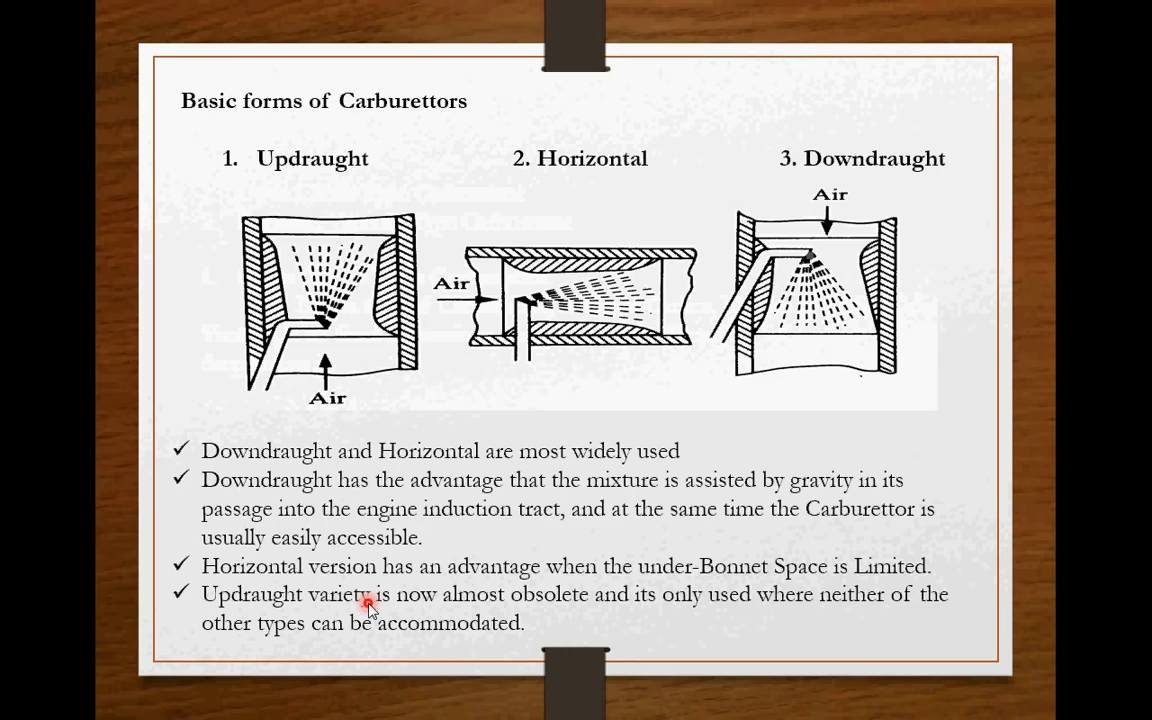 Basic forms of Carburettors
1. Updraught
2. Horizontal
3. Downdraught
Air
Air
Air
✓ Downdraught and Horizontal are most widely used
✓ Downdraught has the advantage that the mixture is assisted by gravity in its
passage into the engine induction tract, and at the same time the Carburettor is
usually easily accessible.
✓ Horizontal version has an advantage when the under-Bonnet Space is Limited.
✓ Updraught variety is now almost obsolete and its only used where neither of the
other types can be accommodated.